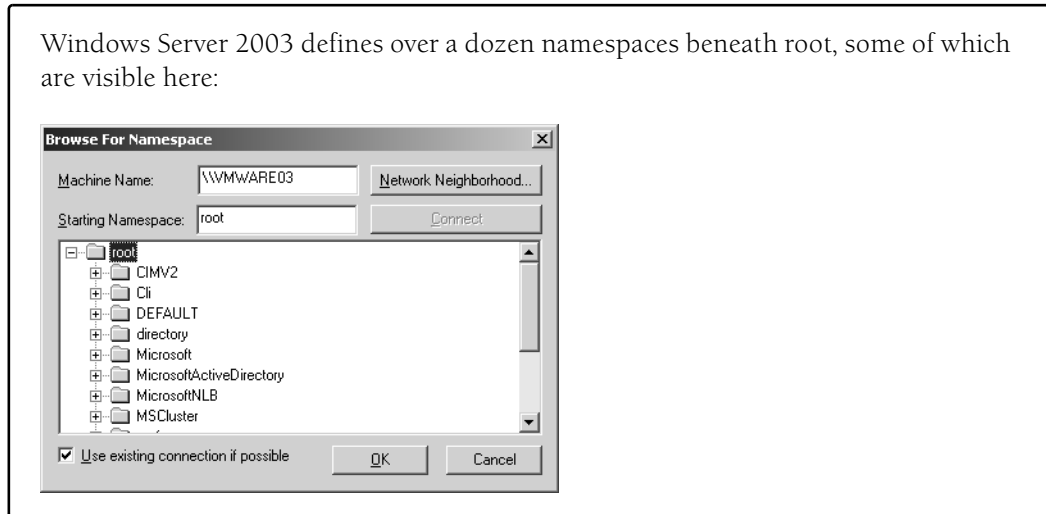 Windows Server 2003 defines over a dozen namespaces beneath root, some of which
are visible here:
Browse For Namespace
Machine Name: \\VMWARE03 Network Neighborhood...
Starting Namespace: root Connect
root
CIMV2
Cli
DEFAULT
directory
Microsoft
MicrosoftActiveDirectory
MicrosoftNLB
MSCluster
Use existing connection if possible OK Cancel